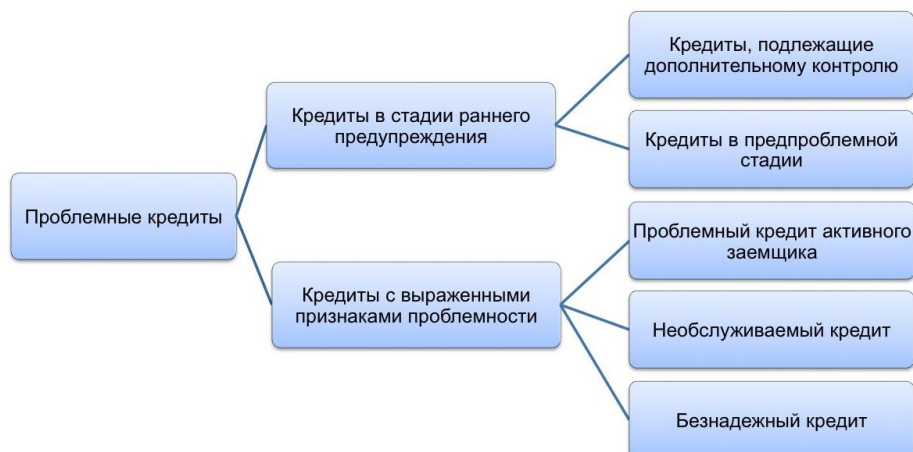 Проблемные кредиты
Кредиты в стадии раннего
предупреждения
Кредиты, подлежащие
дополнительному контролю
Кредиты в предпроблемной
стадии
Кредиты с выраженными
признаками проблемности
Проблемный кредит активного
заемщика
Необслуживаемый кредит
Безнадежный кредит